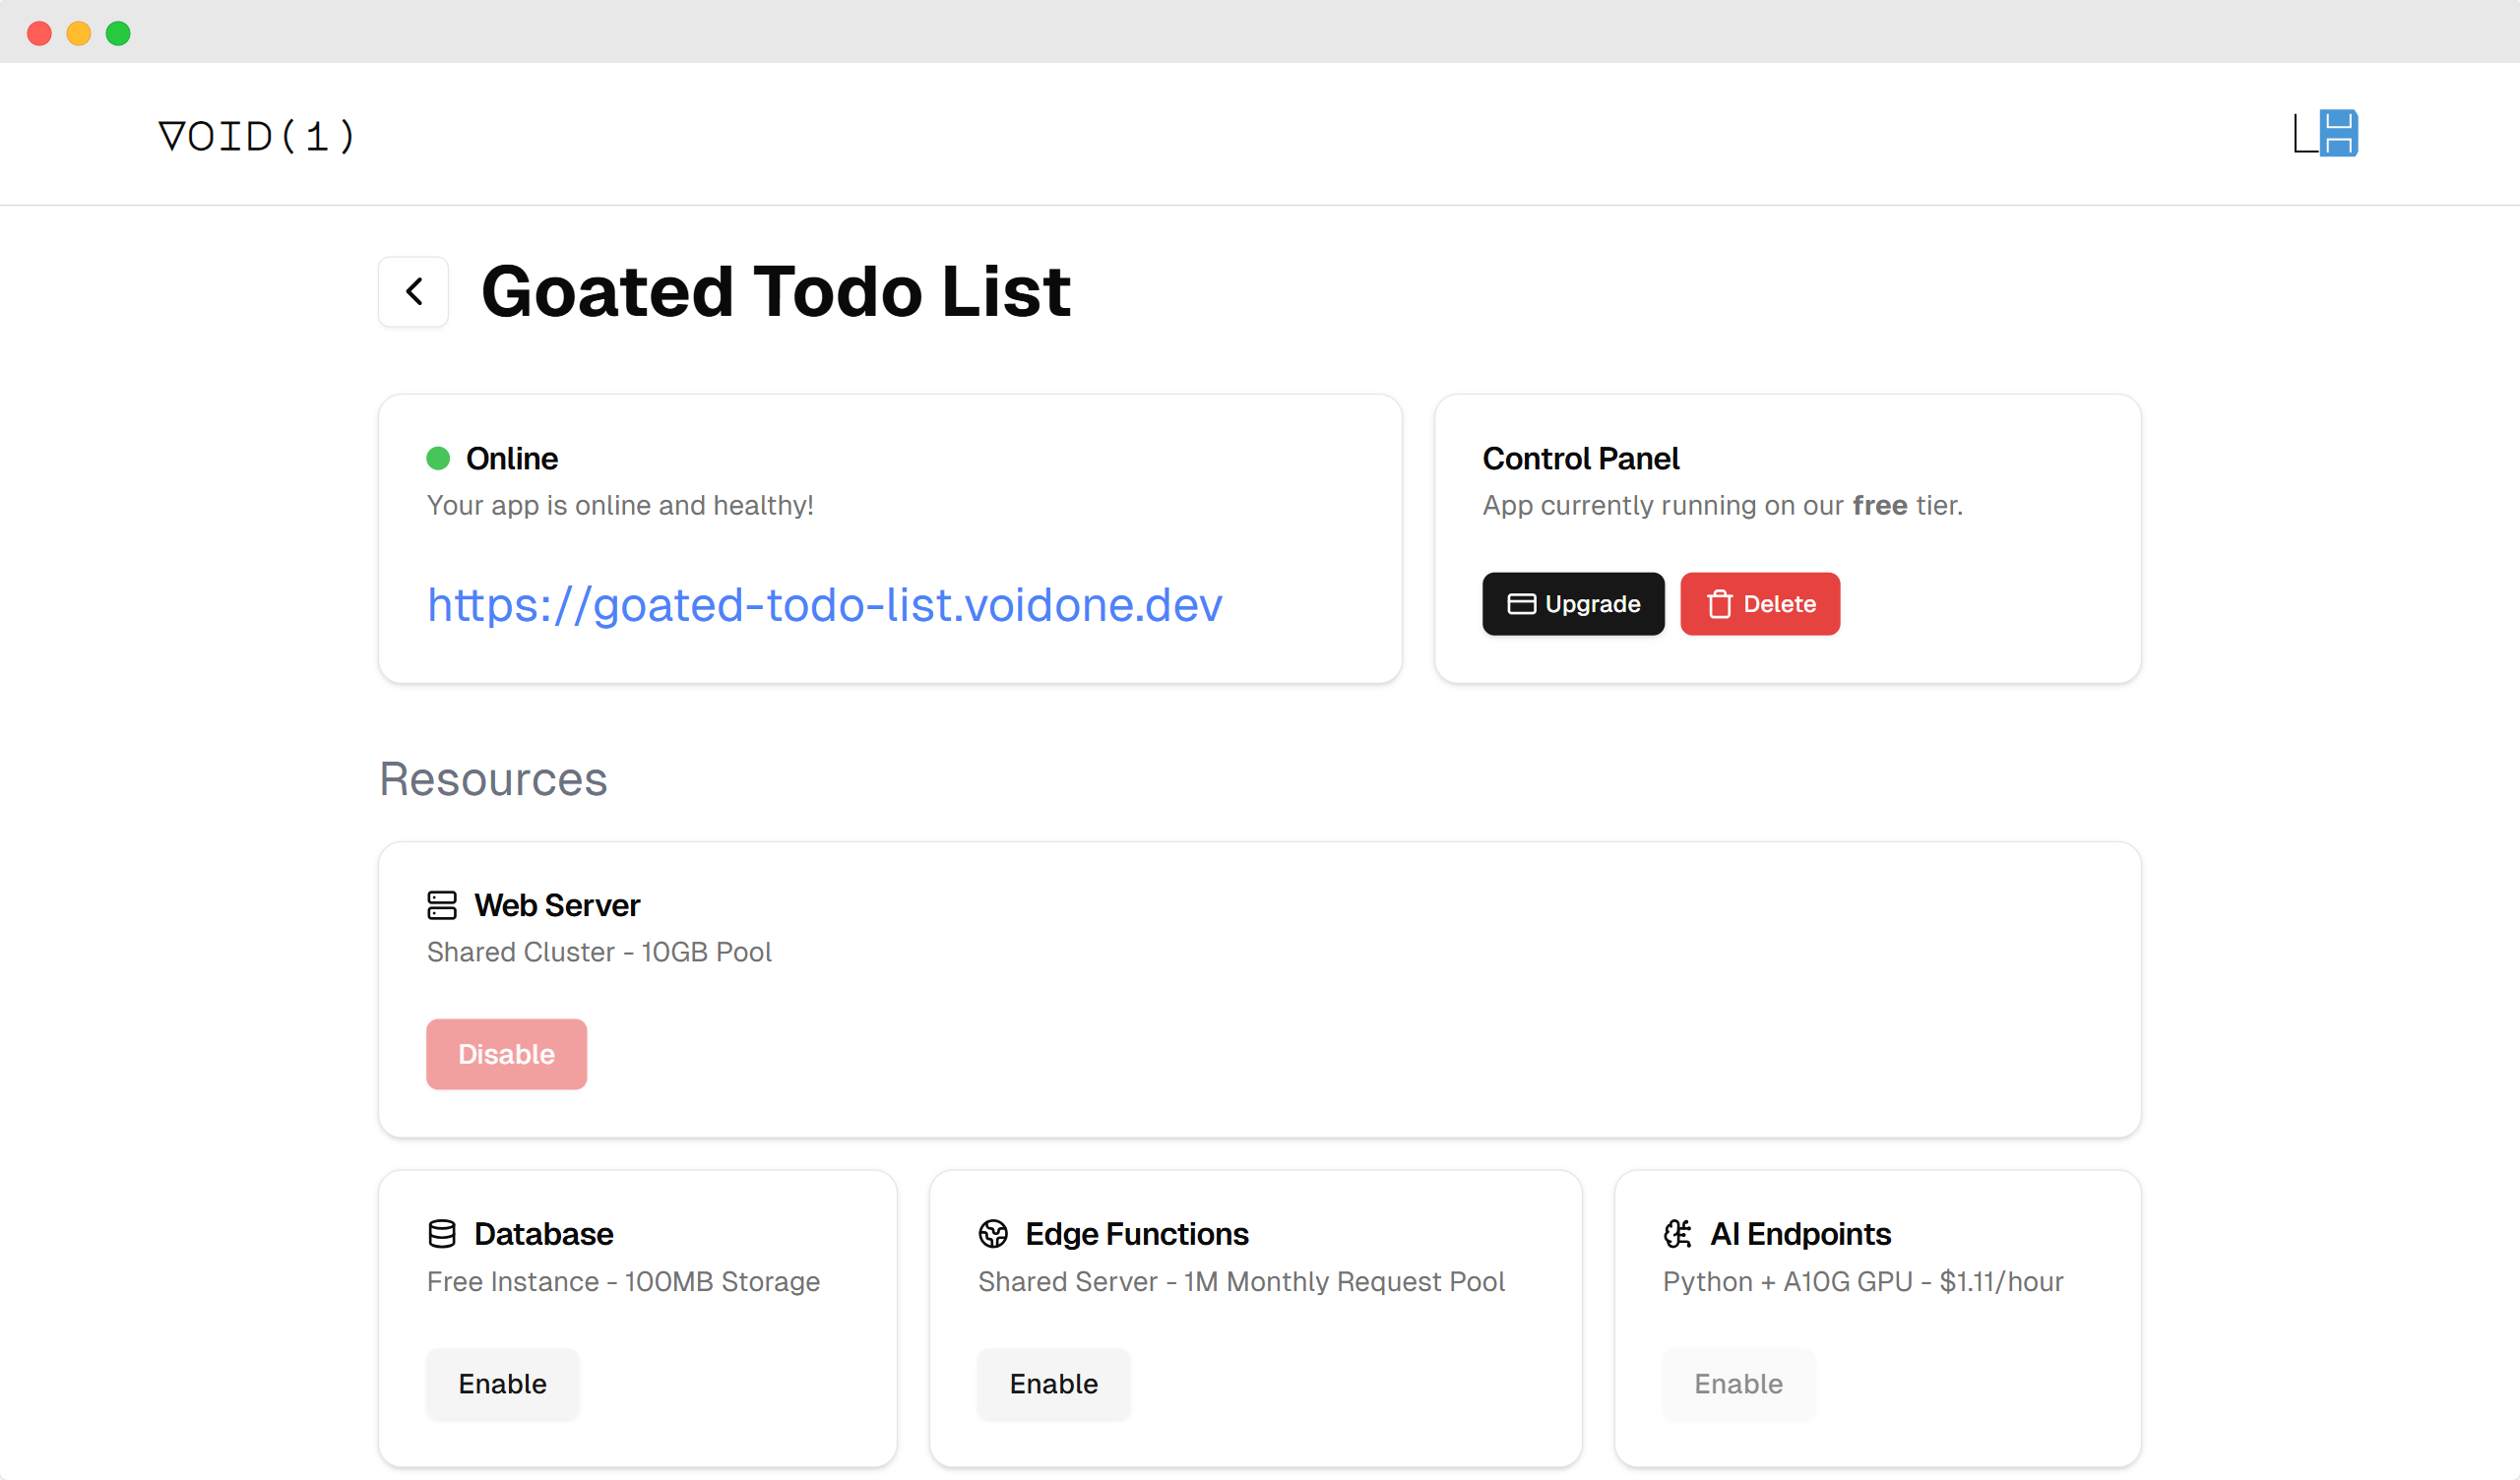 VOID(1)
Goated Todo List
Online
Your app is online and healthy!
https://goated-todo-list.voidone.dev
Control Panel
App currently running on our free tier.
Upgrade
Delete
Resources
Web Server
Shared Cluster - 10GB Pool
Disable
Database
Free Instance - 100MB Storage
Enable
Edge Functions
Shared Server - 1M Monthly Request Pool
Enable
AI Endpoints
Python + A10G GPU - $1.11/hour
Enable